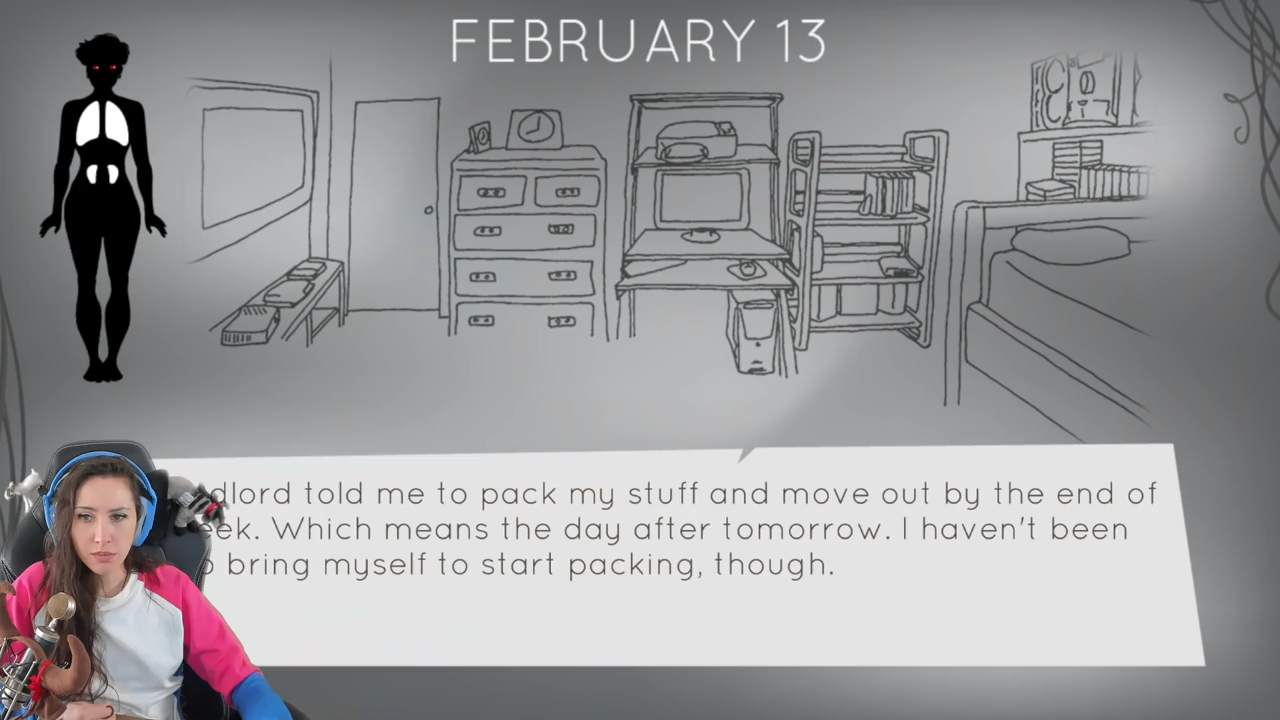 FEBRUARY 13
dlord told me to pack my stuff and move out by the end of
eek. Which means the day after tomorrow. I haven't been
bring myself to start packing, though.